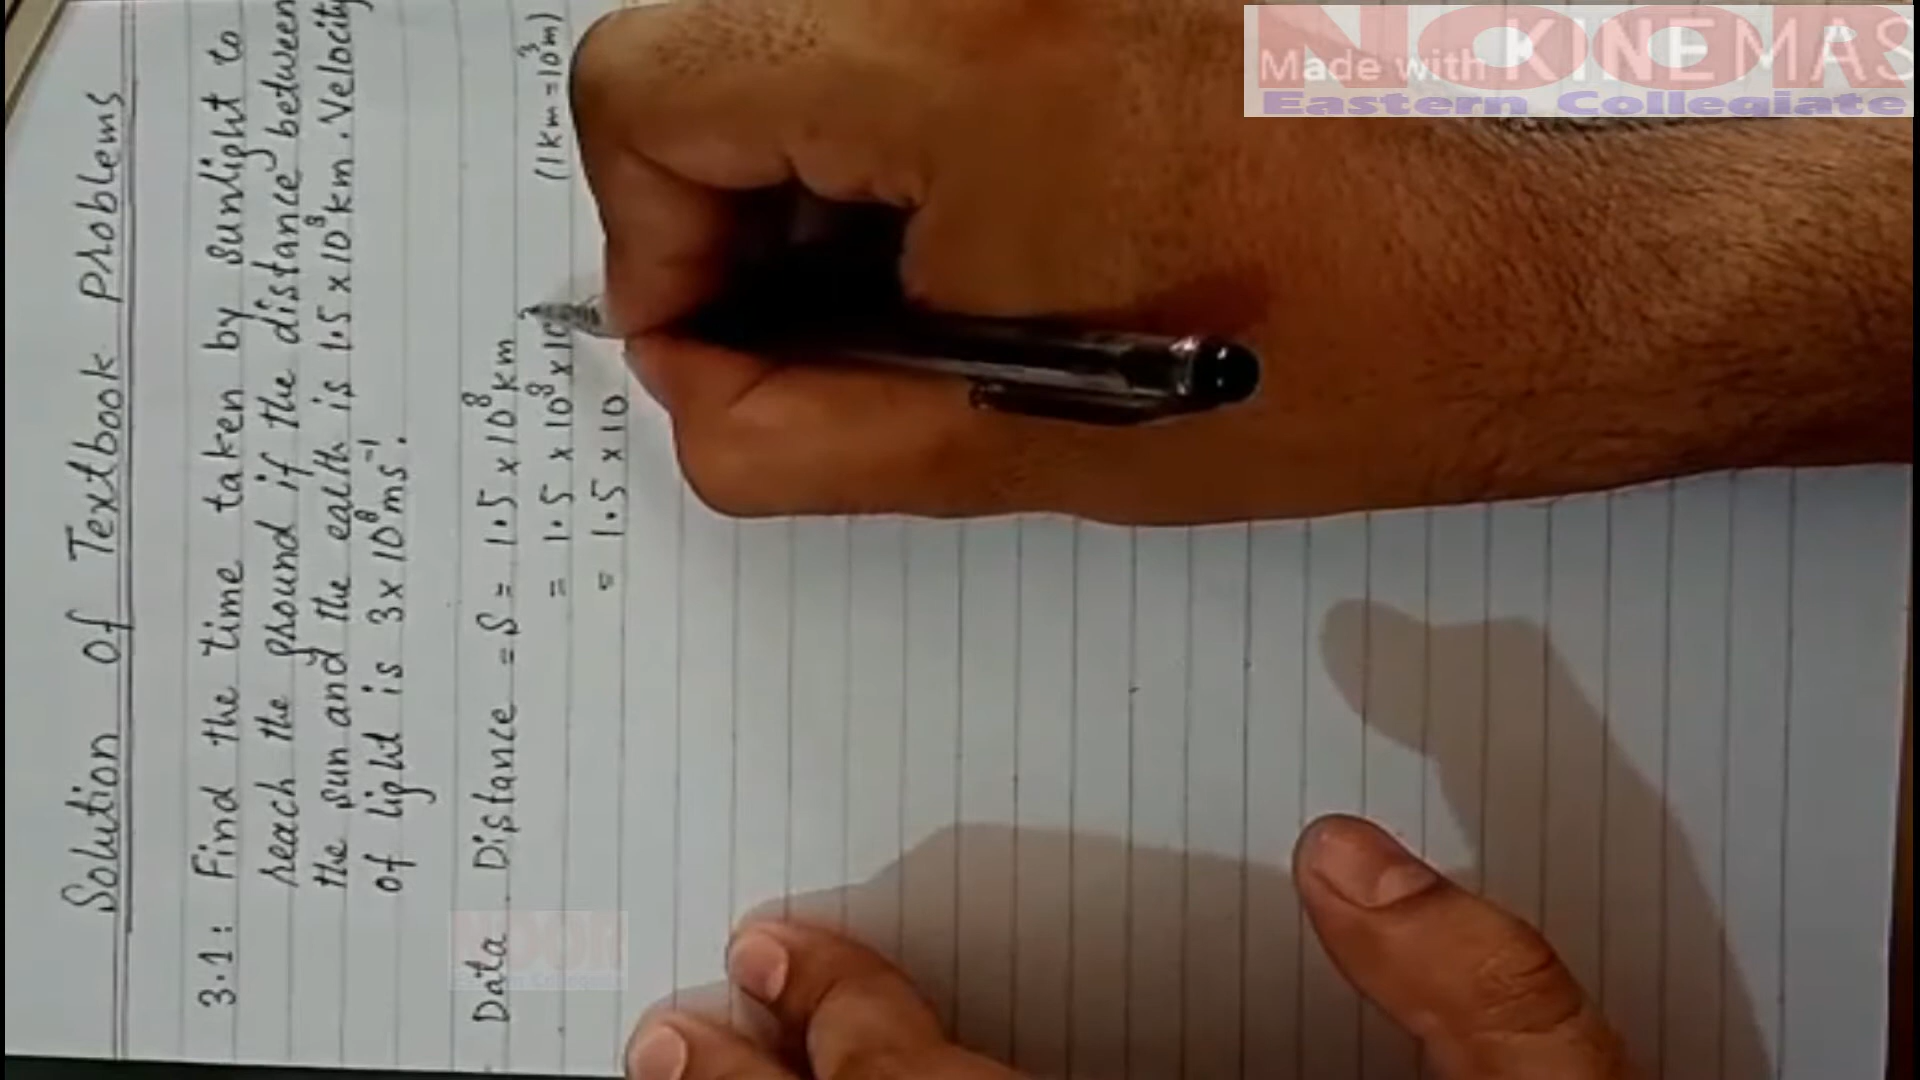 Solution of Textbook Problems
3.1: Find the time taken by sunlight to
reach the ground if the distance between
the sun and the earth is 1.5 x 10⁸ km. Velocity
of light is 3 x 10⁸ ms⁻¹.
Data. Distance = S = 1.5 x 10⁸ km
= 1.5 x 10⁸ x 10³ (1 km = 10³ m)
= 1.5 x 10
Made with KINEMAS
NOOR
Eastern Collegiate